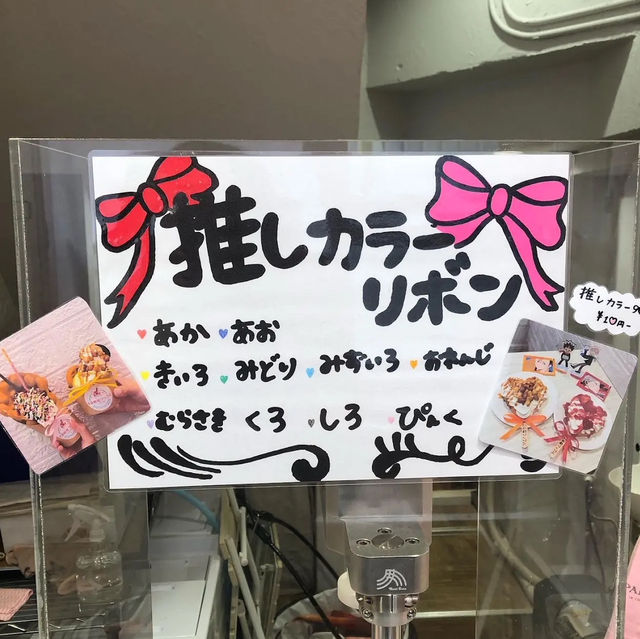 推しカラー
リボン
あか あお
きいろ みどり みずいろ おれんじ
むらさき くろ しろ ぴんく
推しカラー
¥10円-